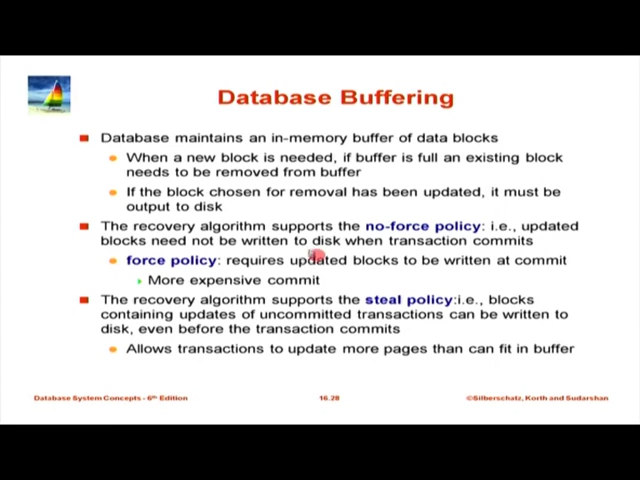 Database Buffering
Database maintains an in-memory buffer of data blocks
When a new block is needed, if buffer is full an existing block
needs to be removed from buffer
If the block chosen for removal has been updated, it must be
output to disk
The recovery algorithm supports the no-force policy: i.e., updated
blocks need not be written to disk when transaction commits
force policy: requires updated blocks to be written at commit
More expensive commit
The recovery algorithm supports the steal policy:i.e., blocks
containing updates of uncommitted transactions can be written to
disk, even before the transaction commits
Allows transactions to update more pages than can fit in buffer
Database System Concepts - 6th Edition
16.28
©Silberschatz, Korth and Sudarshan